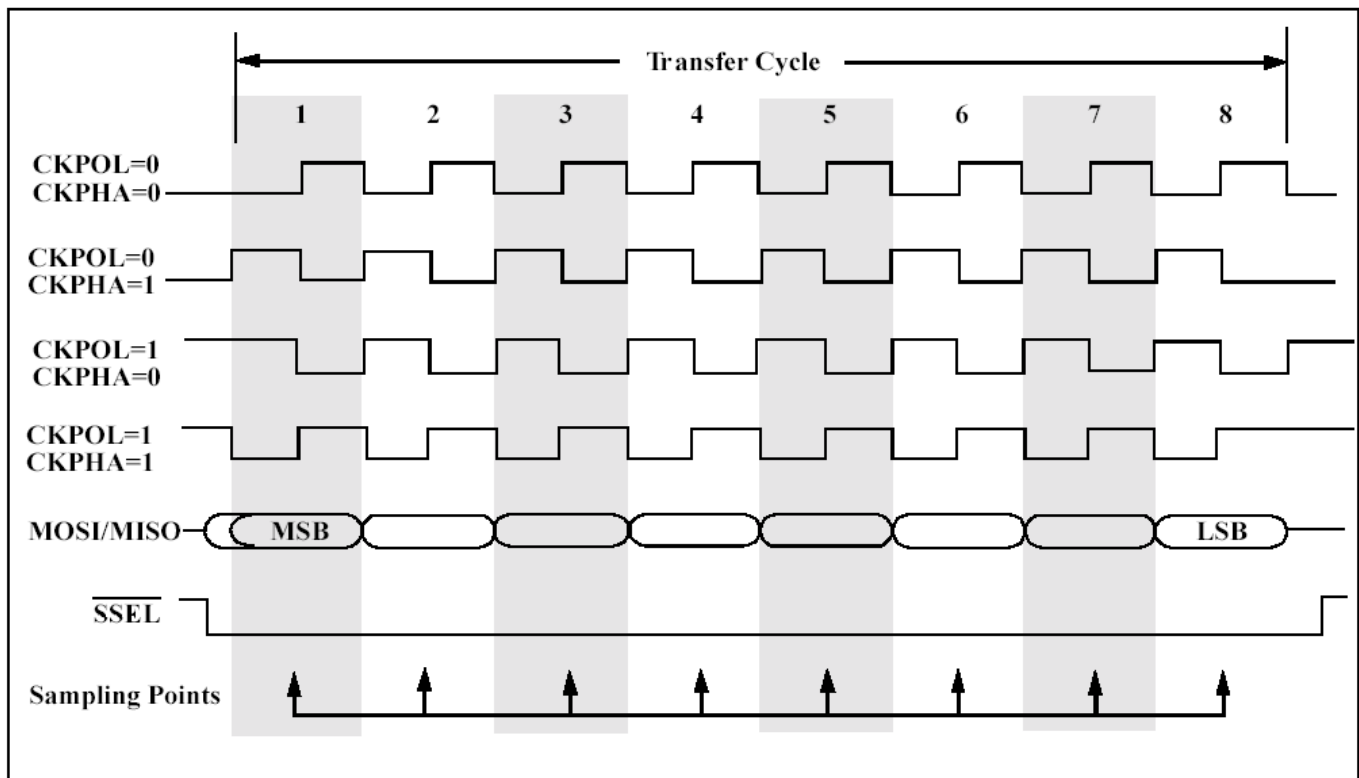 Transfer Cycle
1 2 3 4 5 6 7 8
CKPOL=0
CKPHA=0
CKPOL=0
CKPHA=1
CKPOL=1
CKPHA=0
CKPOL=1
CKPHA=1
MOSI/MISO MSB LSB
SSEL
Sampling Points